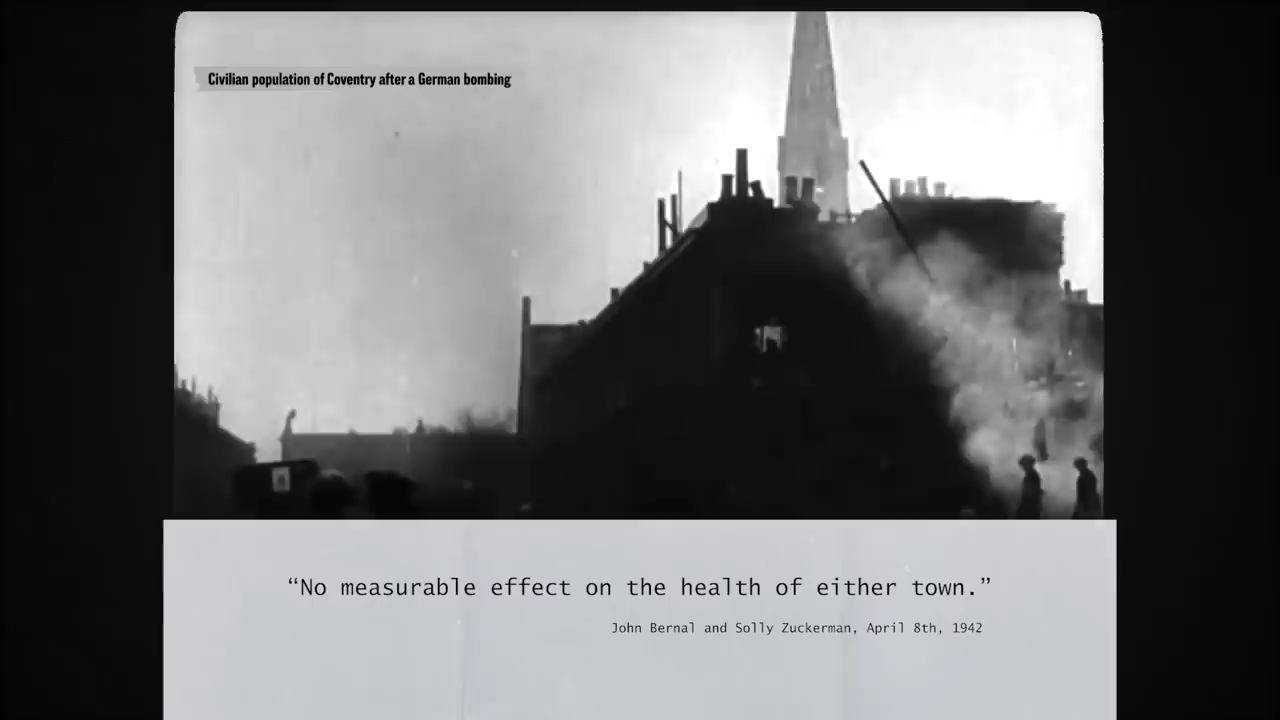 Civilian population of Coventry after a German bombing
“No measurable effect on the health of either town.”
John Bernal and Solly Zuckerman, April 8th, 1942